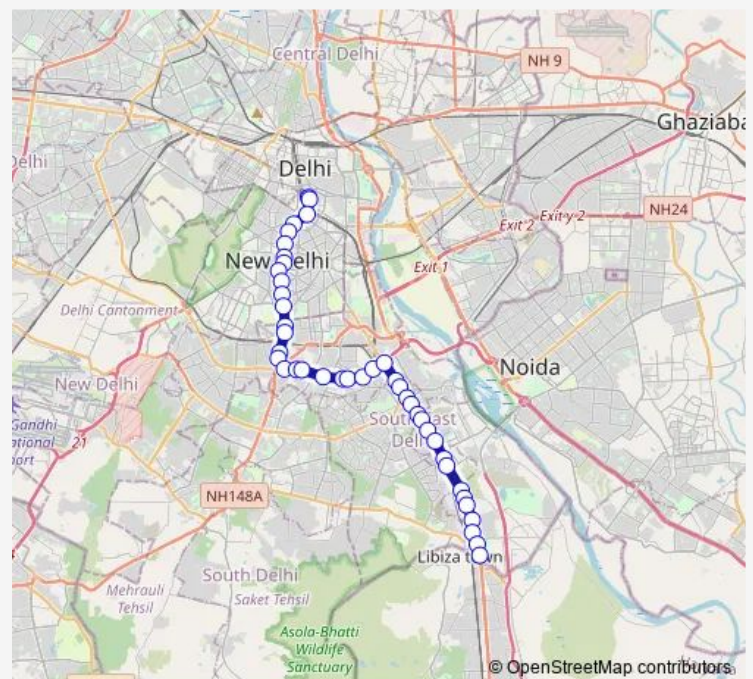 Central Delhi
NH 9
Ghaziaba
Delhi
Delhi
NH24
Exit 2
Exit y 2
New Delhi
Exit 1
Delhi Cantonment
Noida
New Delhi
South East
Delhi
Gandhi
ational
ort
21
NH148A
Libiza town
South Delhi
Mehrauli
Tehsil
Saket Tehsil
Asola-Bhatti
Wildlife
Sanctuary
© OpenStreetMap contributors